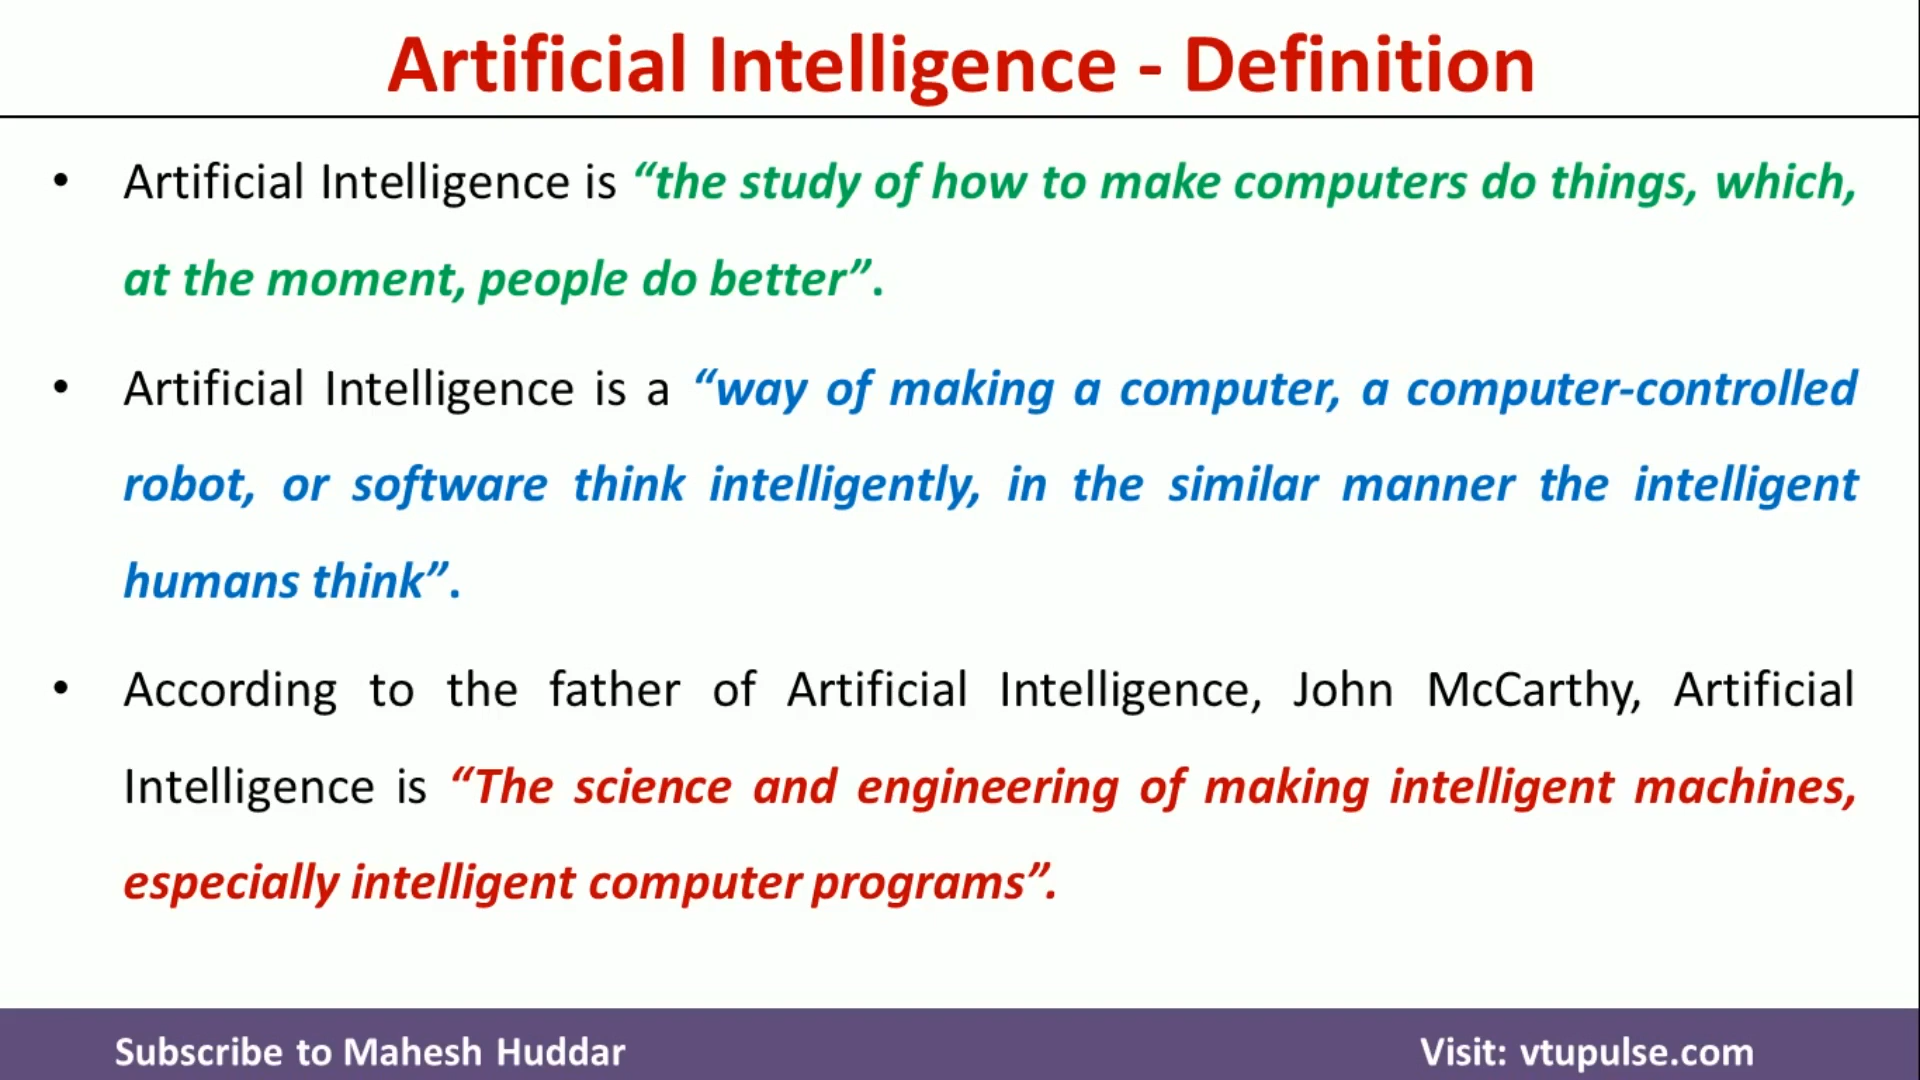 Artificial Intelligence - Definition
• Artificial Intelligence is “the study of how to make computers do things, which,
at the moment, people do better”.
• Artificial Intelligence is a “way of making a computer, a computer-controlled
robot, or software think intelligently, in the similar manner the intelligent
humans think”.
• According to the father of Artificial Intelligence, John McCarthy, Artificial
Intelligence is “The science and engineering of making intelligent machines,
especially intelligent computer programs”.
Subscribe to Mahesh Huddar
Visit: vtupulse.com